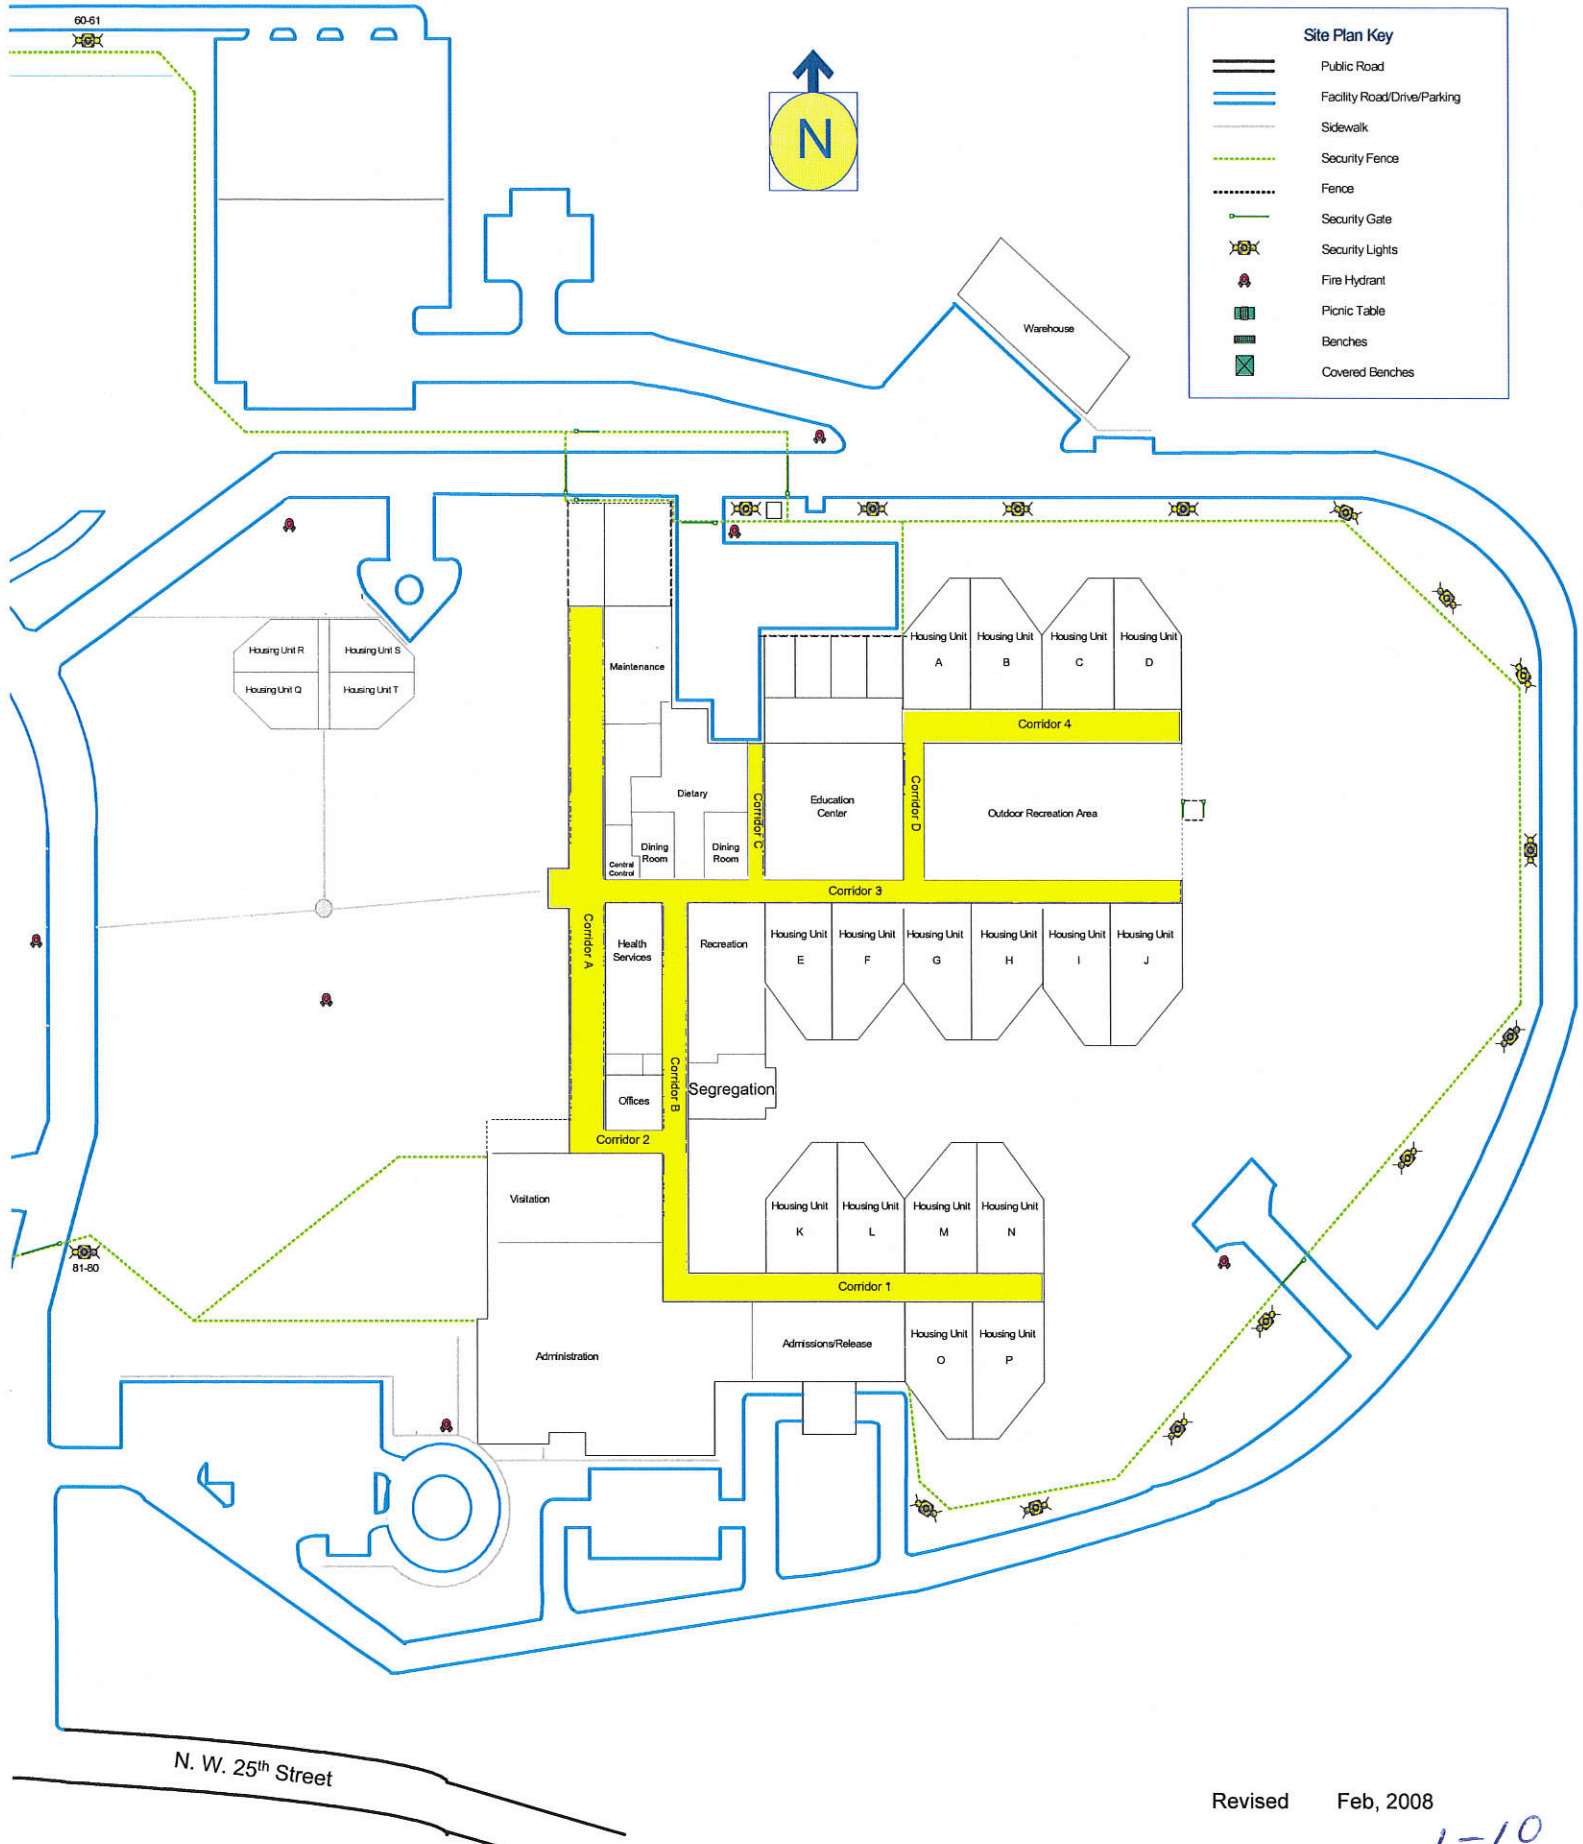 60-61
N
Site Plan Key
Public Road
Facility Road/Drive/Parking
Sidewalk
Security Fence
Fence
Security Gate
Security Lights
Fire Hydrant
Picnic Table
Benches
Covered Benches
Warehouse
Housing Unit R
Housing Unit S
Housing Unit Q
Housing Unit T
Maintenance
Housing Unit
A
Housing Unit
B
Housing Unit
C
Housing Unit
D
Corridor 4
Dietary
Dining
Room
Dining
Room
Central
Control
Corridor C
Education
Center
Corridor D
Outdoor Recreation Area
Corridor 3
Corridor A
Health
Services
Recreation
Housing Unit
E
Housing Unit
F
Housing Unit
G
Housing Unit
H
Housing Unit
I
Housing Unit
J
Corridor B
Segregation
Offices
Corridor 2
Visitation
Housing Unit
K
Housing Unit
L
Housing Unit
M
Housing Unit
N
81-80
Corridor 1
Administration
Admissions/Release
Housing Unit
O
Housing Unit
P
N. W. 25th Street
Revised Feb, 2008
1-10